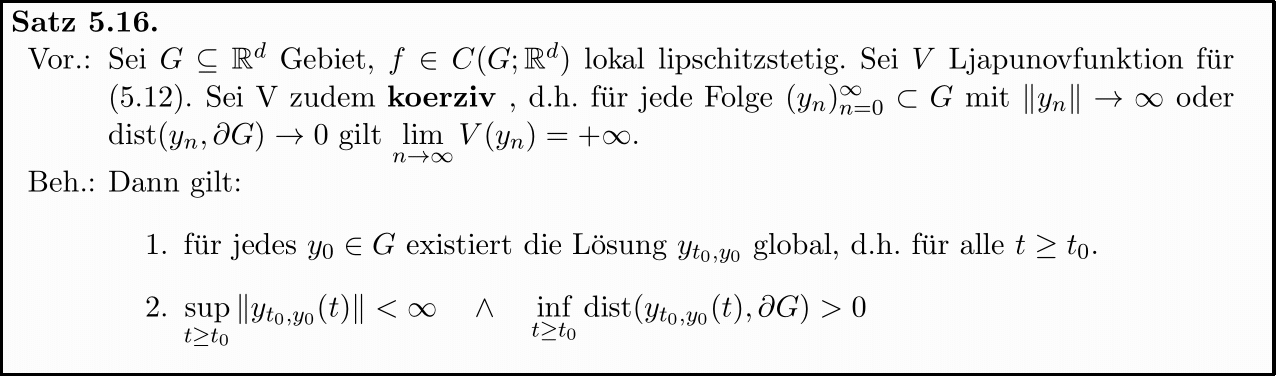 Satz 5.16.
Vor.: Sei G ⊆ ℝ^d Gebiet, f ∈ C(G; ℝ^d) lokal lipschitzstetig. Sei V Ljapunovfunktion für
(5.12). Sei V zudem koerziv , d.h. für jede Folge (y_n)_{n=0}^∞ ⊂ G mit ‖y_n‖ → ∞ oder
dist(y_n, ∂G) → 0 gilt lim_{n→∞} V(y_n) = +∞.
Beh.: Dann gilt:
1. für jedes y_0 ∈ G existiert die Lösung y_{t_0,y_0} global, d.h. für alle t ≥ t_0.
2. sup_{t≥t_0} ‖y_{t_0,y_0}(t)‖ < ∞ ∧ inf_{t≥t_0} dist(y_{t_0,y_0}(t), ∂G) > 0